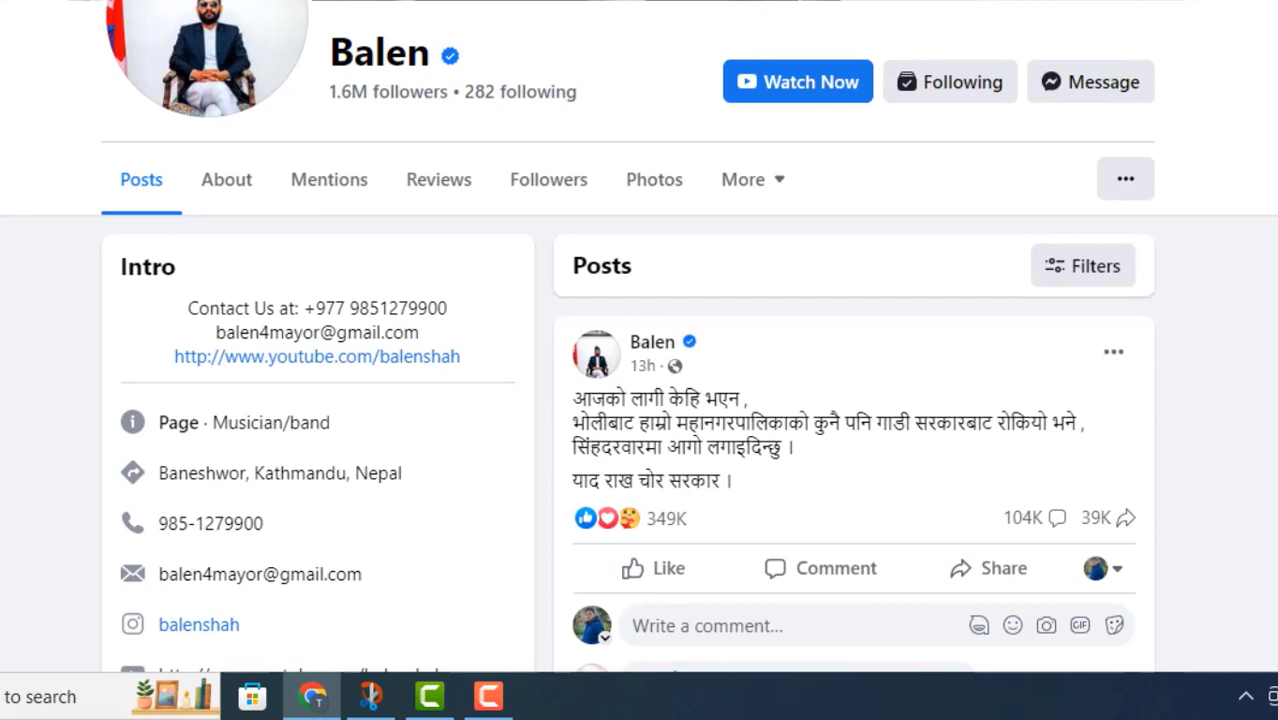 Balen
1.6M followers • 282 following
Watch Now
Following
Message
Posts
About
Mentions
Reviews
Followers
Photos
More
Intro
Contact Us at: +977 9851279900
balen4mayor@gmail.com
http://www.youtube.com/balenshah
Page · Musician/band
Baneshwor, Kathmandu, Nepal
985-1279900
balen4mayor@gmail.com
balenshah
Posts
Filters
Balen
13h ·
आजको लागी केहि भएन ,
भोलीबाट हाम्रो महानगरपालिकाको कुनै पनि गाडी सरकारबाट रोकियो भने ,
सिंहदरवारमा आगो लगाइदिन्छु ।
याद राख चोर सरकार ।
349K
104K
39K
Like
Comment
Share
Write a comment...
GIF
to search